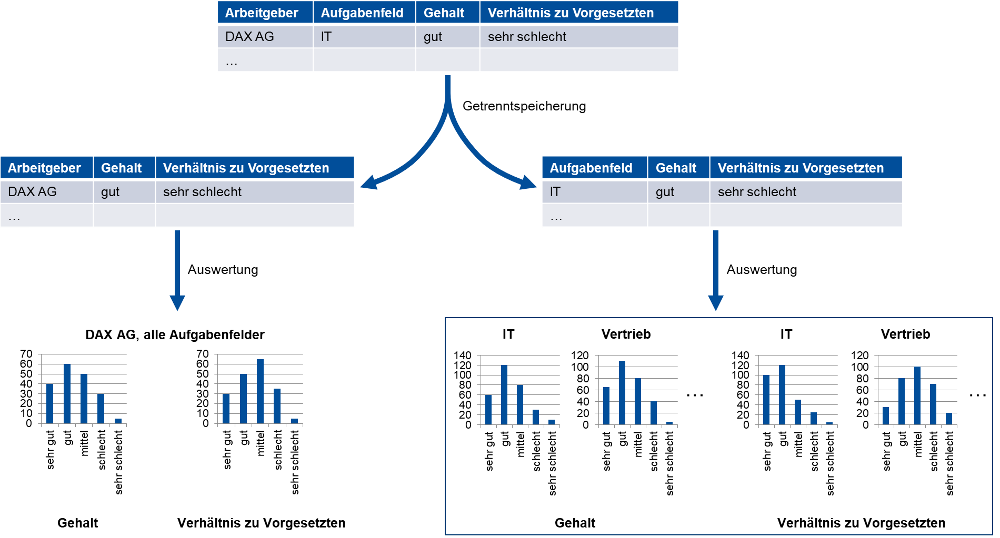 Arbeitgeber Aufgabenfeld Gehalt Verhältnis zu Vorgesetzten
DAX AG IT gut sehr schlecht
...
Getrenntspeicherung
Arbeitgeber Gehalt Verhältnis zu Vorgesetzten
DAX AG gut sehr schlecht
...
Aufgabenfeld Gehalt Verhältnis zu Vorgesetzten
IT gut sehr schlecht
...
Auswertung
Auswertung
DAX AG, alle Aufgabenfelder
70
60
50
40
30
20
10
0
sehr gut
gut
mittel
schlecht
sehr schlecht
Gehalt
70
60
50
40
30
20
10
0
sehr gut
gut
mittel
schlecht
sehr schlecht
Verhältnis zu Vorgesetzten
IT
140
120
100
80
60
40
20
0
sehr gut
gut
mittel
schlecht
sehr schlecht
Vertrieb
120
100
80
60
40
20
0
sehr gut
gut
mittel
schlecht
sehr schlecht
...
Gehalt
IT
140
120
100
80
60
40
20
0
sehr gut
gut
mittel
schlecht
sehr schlecht
Vertrieb
120
100
80
60
40
20
0
sehr gut
gut
mittel
schlecht
sehr schlecht
...
Verhältnis zu Vorgesetzten